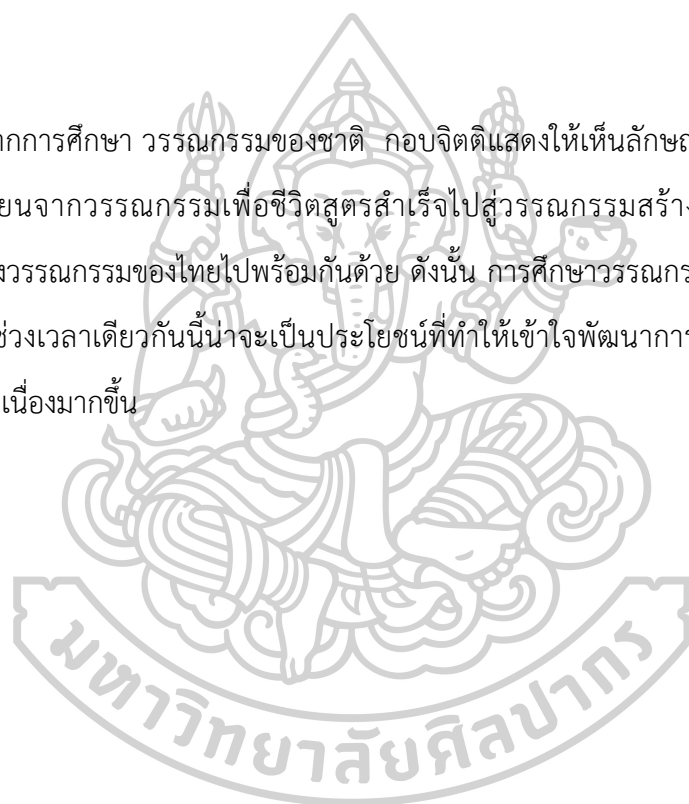 ากการศึกษา วรรณกรรมของชาติ กอบจิตติแสดงให้เห็นลักษณ
ยนจากวรรณกรรมเพื่อชีวิตสูตรสำเร็จไปสู่วรรณกรรมสร้าง
งวรรณกรรมของไทยไปพร้อมกันด้วย ดังนั้น การศึกษาวรรณกร
ช่วงเวลาเดียวกันนี้น่าจะเป็นประโยชน์ที่ทำให้เข้าใจพัฒนากา
เนื่องมากขึ้น
มหาวิทยาลัยศิลปากร